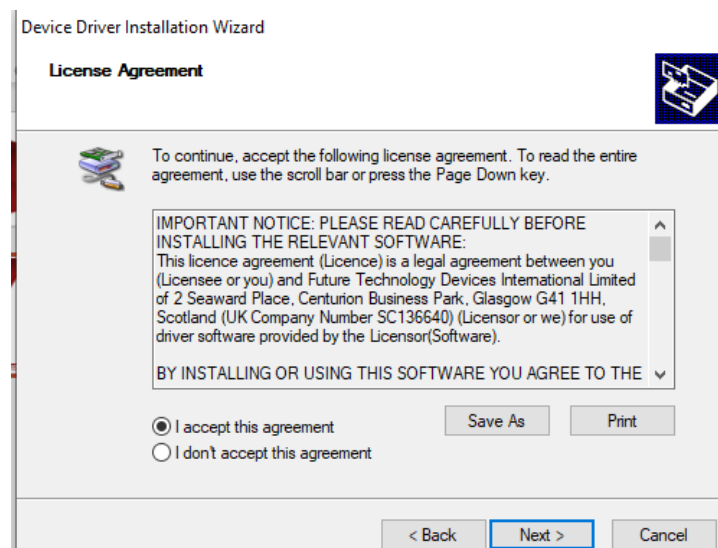 Device Driver Installation Wizard
License Agreement
To continue, accept the following license agreement. To read the entire
agreement, use the scroll bar or press the Page Down key.
IMPORTANT NOTICE: PLEASE READ CAREFULLY BEFORE
INSTALLING THE RELEVANT SOFTWARE:
This licence agreement (Licence) is a legal agreement between you
(Licensee or you) and Future Technology Devices International Limited
of 2 Seaward Place, Centurion Business Park, Glasgow G41 1HH,
Scotland (UK Company Number SC136640) (Licensor or we) for use of
driver software provided by the Licensor(Software).
BY INSTALLING OR USING THIS SOFTWARE YOU AGREE TO THE
I accept this agreement
Save As
Print
I don't accept this agreement
< Back
Next >
Cancel